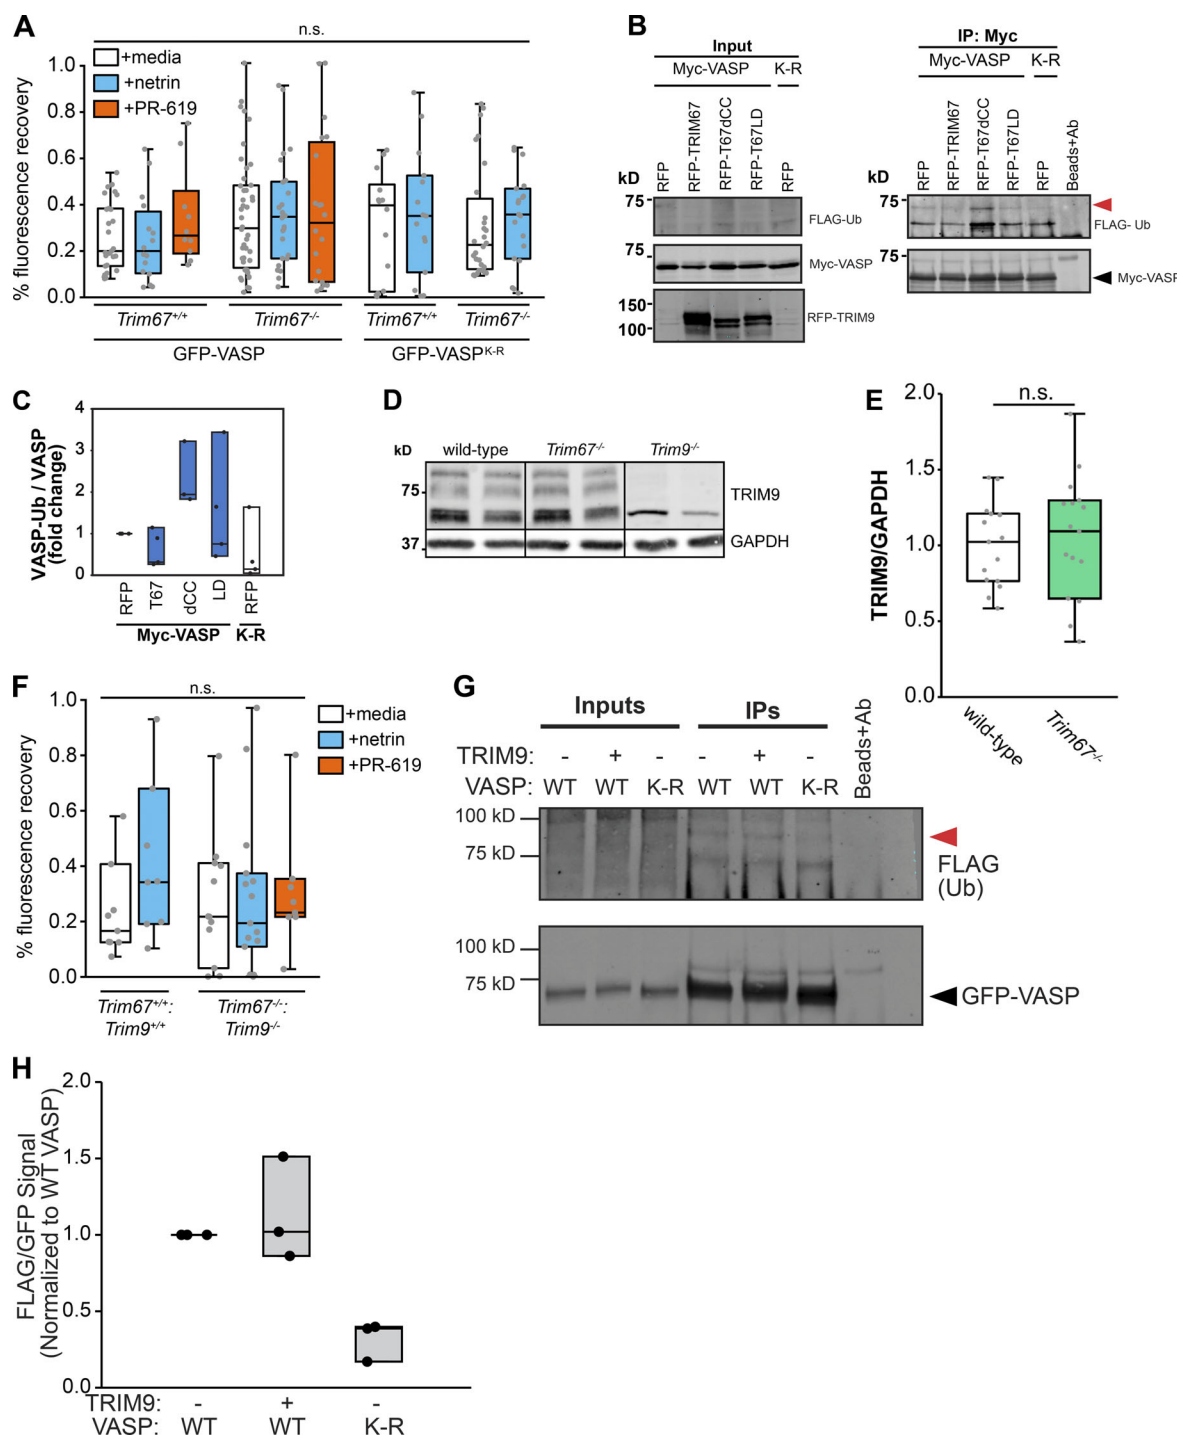 A
n.s.
+media
+netrin
+PR-619
% fluorescence recovery
1.0
0.8
0.6
0.4
0.2
0.0
Trim67+/+
Trim67-/-
Trim67+/+
Trim67-/-
GFP-VASP
GFP-VASPK-R
B
Input
Myc-VASP
K-R
RFP
RFP-TRIM67
RFP-T67dCC
RFP-T67LD
RFP
kD
75
FLAG-Ub
75
Myc-VASP
150
100
RFP-TRIM9
IP: Myc
Myc-VASP
K-R
RFP
RFP-TRIM67
RFP-T67dCC
RFP-T67LD
RFP
Beads+Ab
kD
75
FLAG- Ub
75
Myc-VASP
C
VASP-Ub / VASP
(fold change)
4
3
2
1
0
RFP
T67
dCC
LD
RFP
Myc-VASP
K-R
D
kD
wild-type
Trim67-/-
Trim9-/-
75
TRIM9
37
GAPDH
E
n.s.
TRIM9/GAPDH
2.0
1.5
1.0
0.5
0.0
wild-type
Trim67-/-
F
n.s.
+media
+netrin
+PR-619
% fluorescence recovery
1.0
0.8
0.6
0.4
0.2
0.0
Trim67+/+:
Trim9+/+
Trim67-/-:
Trim9-/-
G
Inputs
IPs
Beads+Ab
TRIM9: - + - - + -
VASP: WT WT K-R WT WT K-R
100 kD
75 kD
FLAG
(Ub)
100 kD
75 kD
GFP-VASP
H
FLAG/GFP Signal
(Normalized to WT VASP)
2.0
1.5
1.0
0.5
0.0
TRIM9: - + -
VASP: WT WT K-R